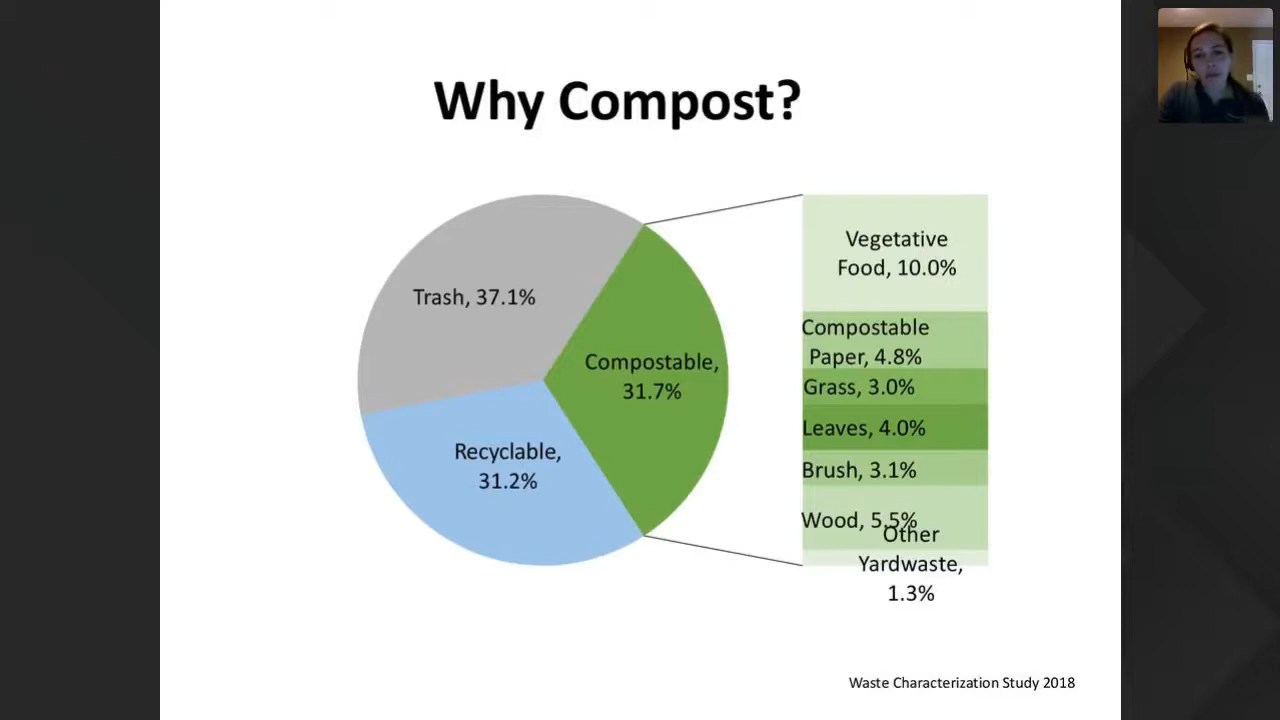 Why Compost?
Trash, 37.1%
Compostable,
31.7%
Recyclable,
31.2%
Vegetative
Food, 10.0%
Compostable
Paper, 4.8%
Grass, 3.0%
Leaves, 4.0%
Brush, 3.1%
Wood, 5.5%
Other
Yardwaste,
1.3%
Waste Characterization Study 2018